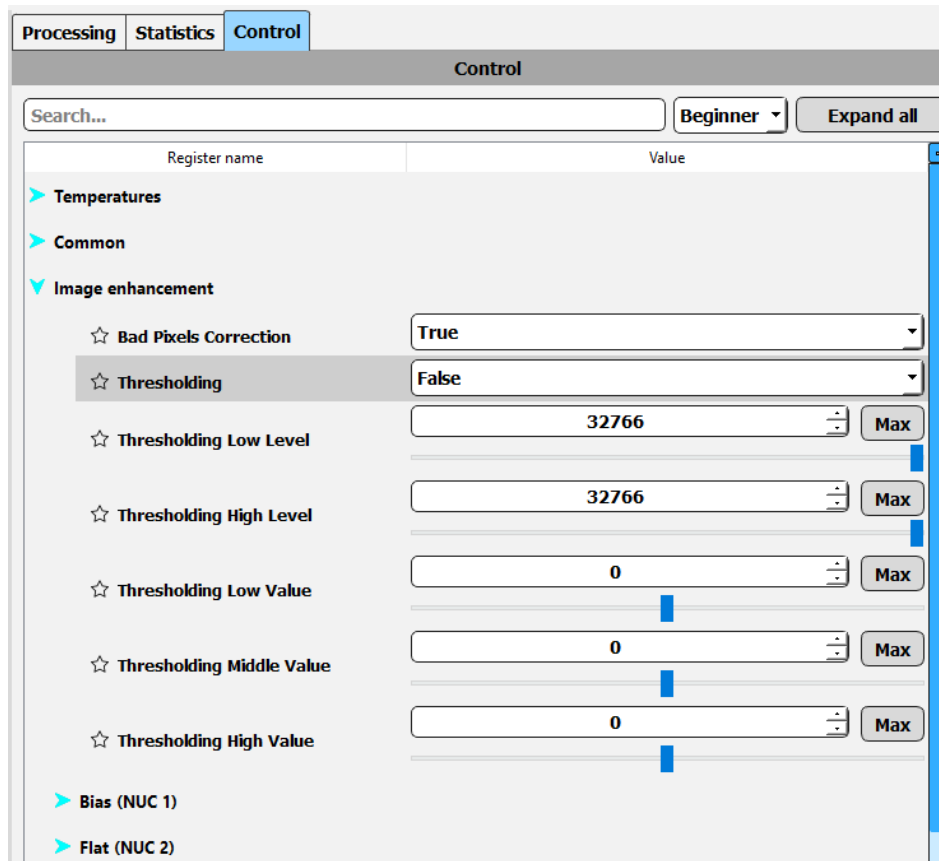 Processing Statistics Control
Control
Search... Beginner Expand all
Register name Value
Temperatures
Common
Image enhancement
Bad Pixels Correction True
Thresholding False
Thresholding Low Level 32766 Max
Thresholding High Level 32766 Max
Thresholding Low Value 0 Max
Thresholding Middle Value 0 Max
Thresholding High Value 0 Max
Bias (NUC 1)
Flat (NUC 2)